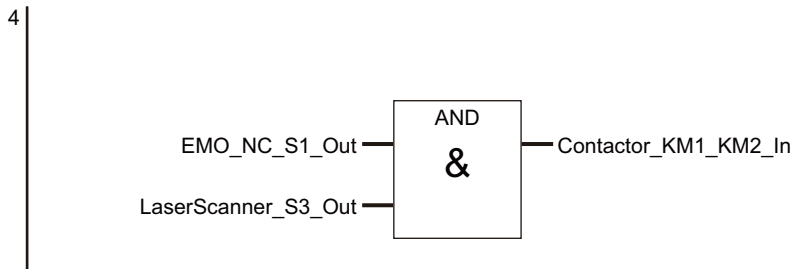 4
AND
EMO_NC_S1_Out
&
Contactor_KM1_KM2_In
LaserScanner_S3_Out